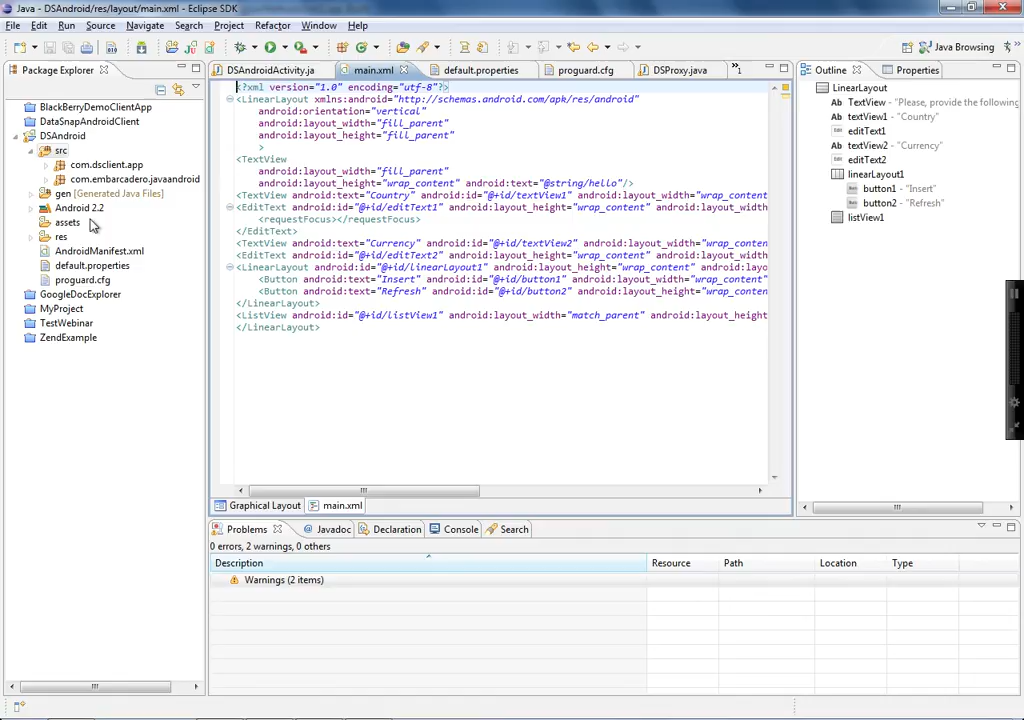 Java - DSAndroid/res/layout/main.xml - Eclipse SDK
File Edit Run Source Navigate Search Project Refactor Window Help
Java Browsing
Package Explorer
DSAndroidActivity.ja main.xml default.properties proguard.cfg DSProxy.java »1
Outline Properties
BlackBerryDemoClientApp
DataSnapAndroidClient
DSAndroid
src
com.dsclient.app
com.embarcadero.javaandroid
gen [Generated Java Files]
Android 2.2
assets
res
AndroidManifest.xml
default.properties
proguard.cfg
GoogleDocExplorer
MyProject
TestWebinar
ZendExample
<?xml version="1.0" encoding="utf-8"?>
<LinearLayout xmlns:android="http://schemas.android.com/apk/res/android"
android:orientation="vertical"
android:layout_width="fill_parent"
android:layout_height="fill_parent"
>
<TextView
android:layout_width="fill_parent"
android:layout_height="wrap_content" android:text="@string/hello"/>
<TextView android:text="Country" android:id="@+id/textView1" android:layout_width="wrap_content
<EditText android:id="@+id/editText1" android:layout_height="wrap_content" android:layout_width
<requestFocus></requestFocus>
</EditText>
<TextView android:text="Currency" android:id="@+id/textView2" android:layout_width="wrap_conten
<EditText android:id="@+id/editText2" android:layout_height="wrap_content" android:layout_width
<LinearLayout android:id="@+id/linearLayout1" android:layout_height="wrap_content" android:layo
<Button android:text="Insert" android:id="@+id/button1" android:layout_width="wrap_content"
<Button android:text="Refresh" android:id="@+id/button2" android:layout_width="wrap_content
</LinearLayout>
<ListView android:id="@+id/listView1" android:layout_width="match_parent" android:layout_height
</LinearLayout>
Graphical Layout main.xml
LinearLayout
Ab TextView - "Please, provide the following
Ab textView1 - "Country"
editText1
Ab textView2 - "Currency"
editText2
linearLayout1
button1 - "Insert"
button2 - "Refresh"
listView1
Problems @ Javadoc Declaration Console Search
0 errors, 2 warnings, 0 others
Description Resource Path Location Type
Warnings (2 items)